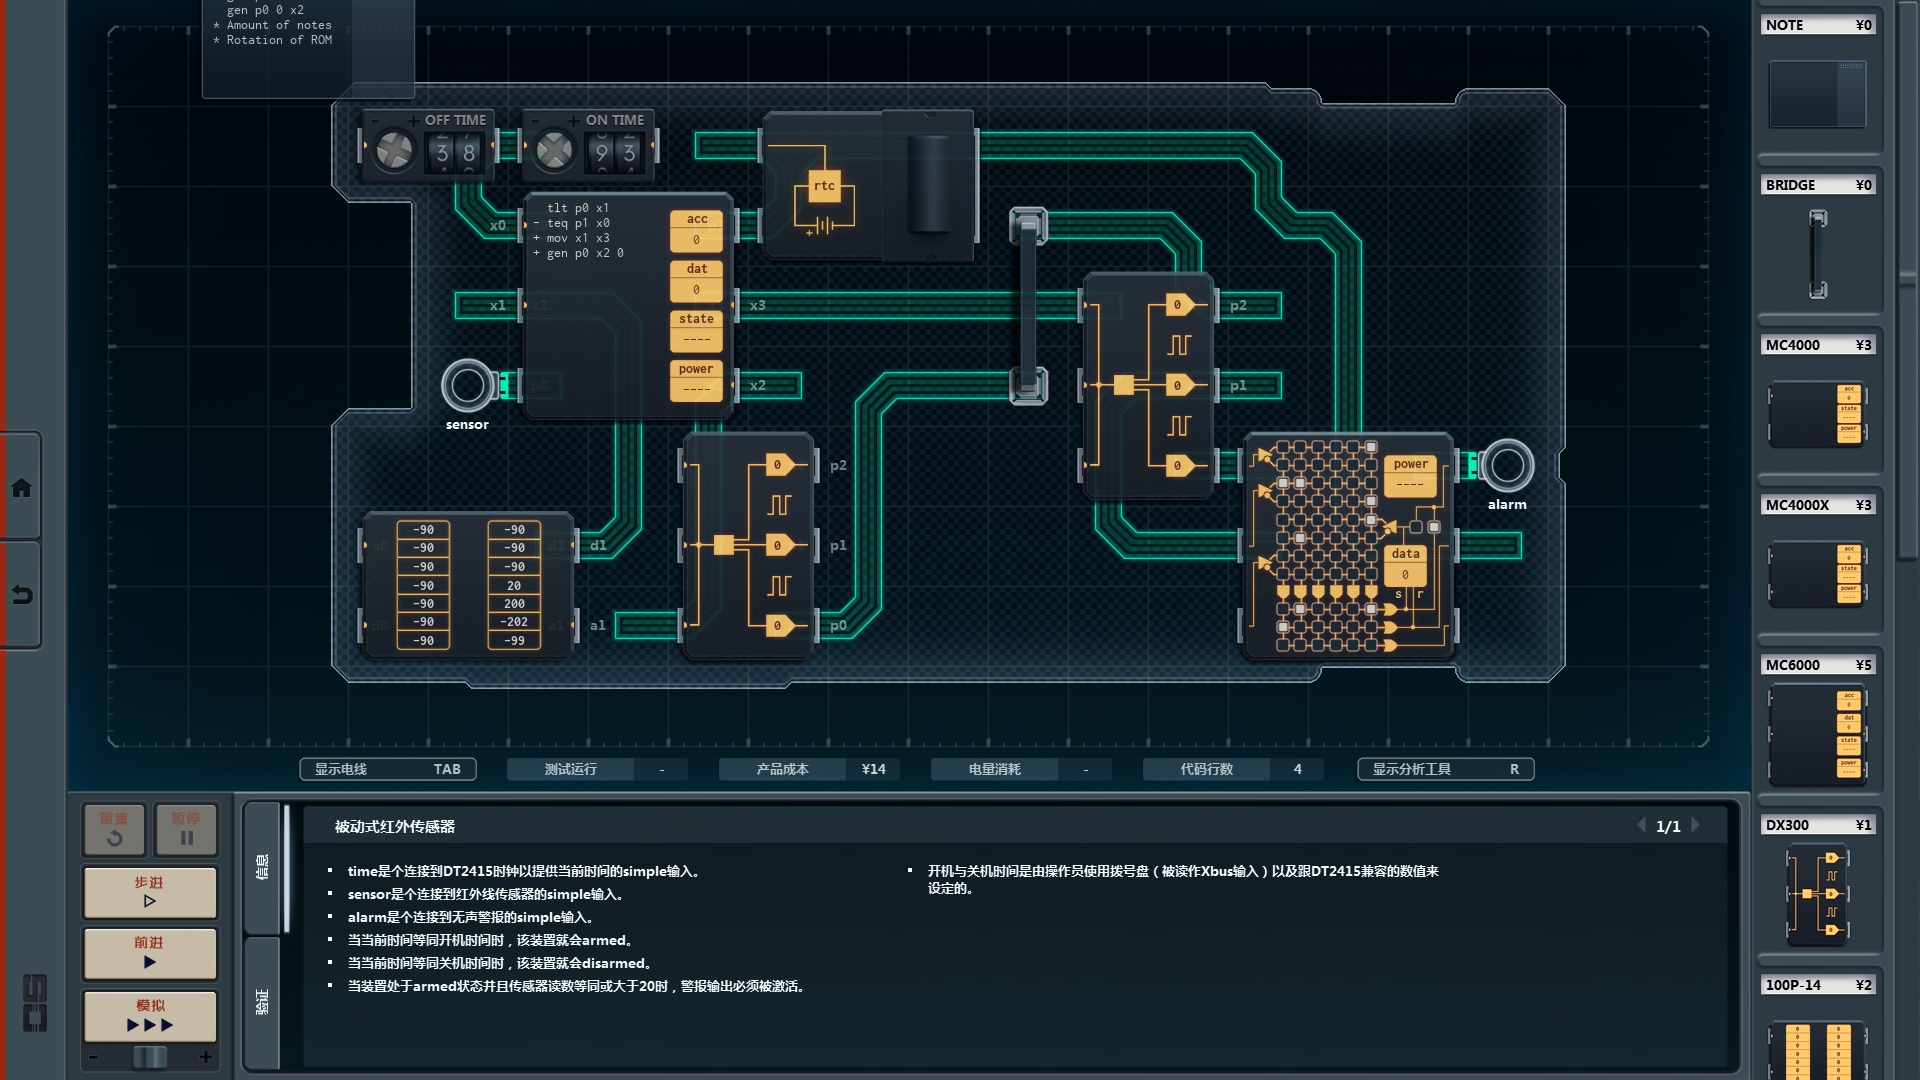 gen p0 0 x2
* Amount of notes
* Rotation of ROM
OFF TIME
3 8
ON TIME
9 3
rtc
tlt p0 x1
- teq p1 x0
+ mov x1 x3
+ gen p0 x2 0
acc
0
dat
0
state
----
power
----
x0
x1
x3
x2
sensor
p2
p1
0
0
0
p2
p1
p0
0
0
0
d1
a1
-90
-90
-90
-90
-90
-90
-90
-90
-90
-90
20
200
-202
-99
power
----
data
0
s r
alarm
NOTE ¥0
BRIDGE ¥0
MC4000 ¥3
MC4000X ¥3
MC6000 ¥5
DX300 ¥1
100P-14 ¥2
显示电线 TAB
测试运行 -
产品成本 ¥14
电量消耗 -
代码行数 4
显示分析工具 R
重置
暂停
步进
前进
模拟
- +
信息
验证
被动式红外传感器
1/1
▪ time是个连接到DT2415时钟以提供当前时间的simple输入。
▪ sensor是个连接到红外线传感器的simple输入。
▪ alarm是个连接到无声警报的simple输入。
▪ 当当前时间等同开机时间时，该装置就会armed。
▪ 当当前时间等同关机时间时，该装置就会disarmed。
▪ 当装置处于armed状态并且传感器读数等同或大于20时，警报输出必须被激活。
▪ 开机与关机时间是由操作员使用拨号盘（被读作Xbus输入）以及跟DT2415兼容的数值来
设定的。